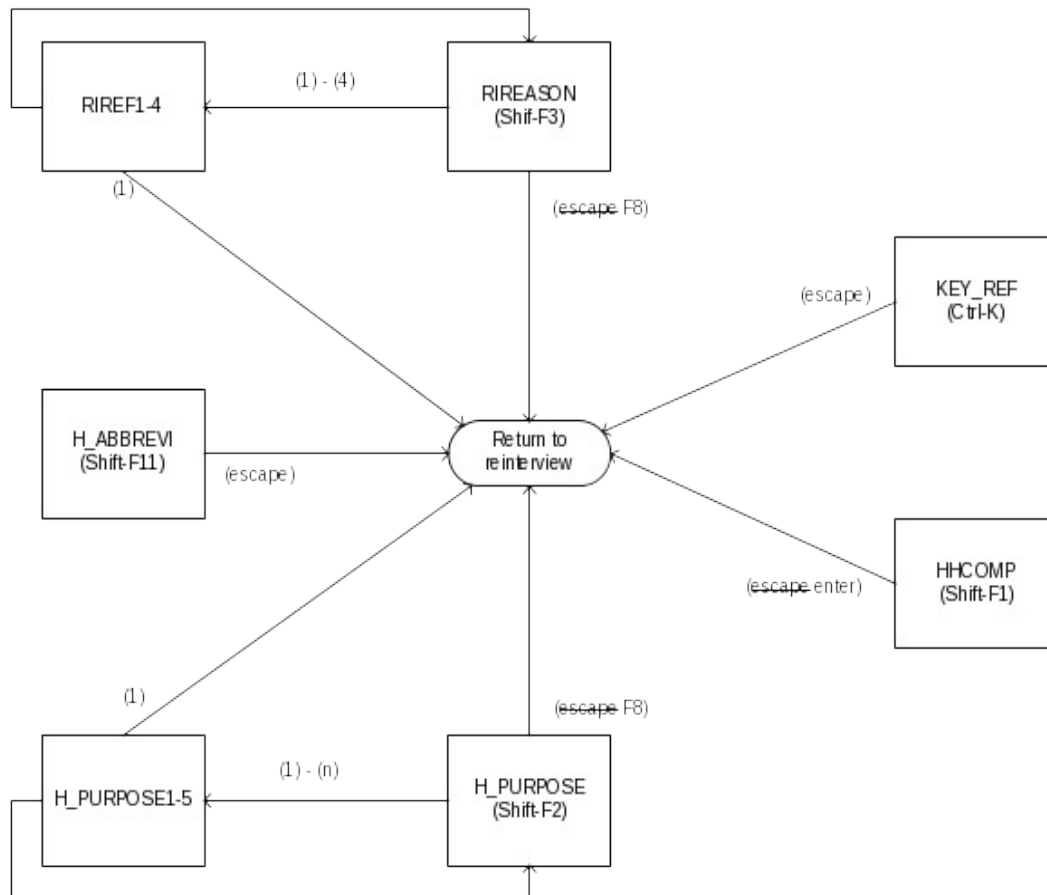 RIREF1-4
(1) - (4)
RIREASON
(Shif-F3)
(1)
(escape F8)
(escape)
KEY_REF
(Ctrl-K)
H_ABBREVI
(Shift-F11)
(escape)
Return to
reinterview
(escape enter)
HHCOMP
(Shift-F1)
(1)
(escape F8)
H_PURPOSE1-5
(1) - (n)
H_PURPOSE
(Shift-F2)